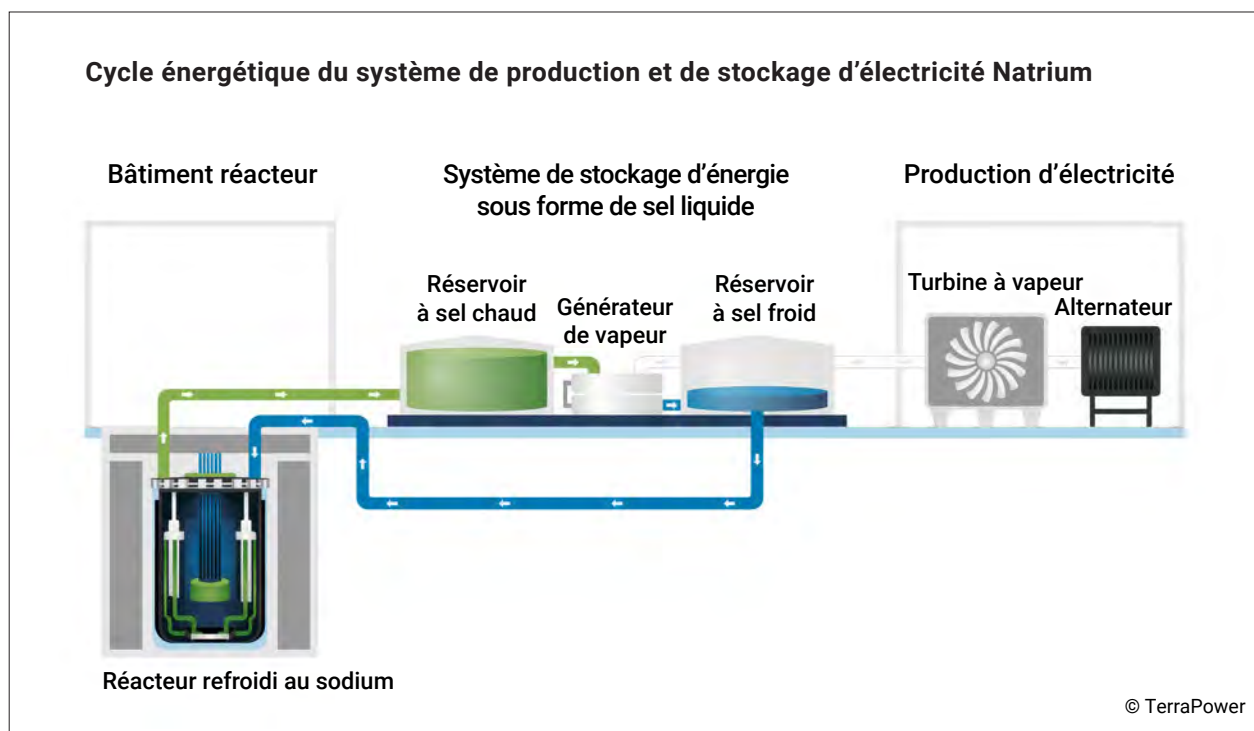 Cycle énergétique du système de production et de stockage d’électricité Natrium
Bâtiment réacteur
Système de stockage d’énergie
sous forme de sel liquide
Production d’électricité
Réservoir
à sel chaud
Générateur
de vapeur
Réservoir
à sel froid
Turbine à vapeur
Alternateur
Réacteur refroidi au sodium
© TerraPower